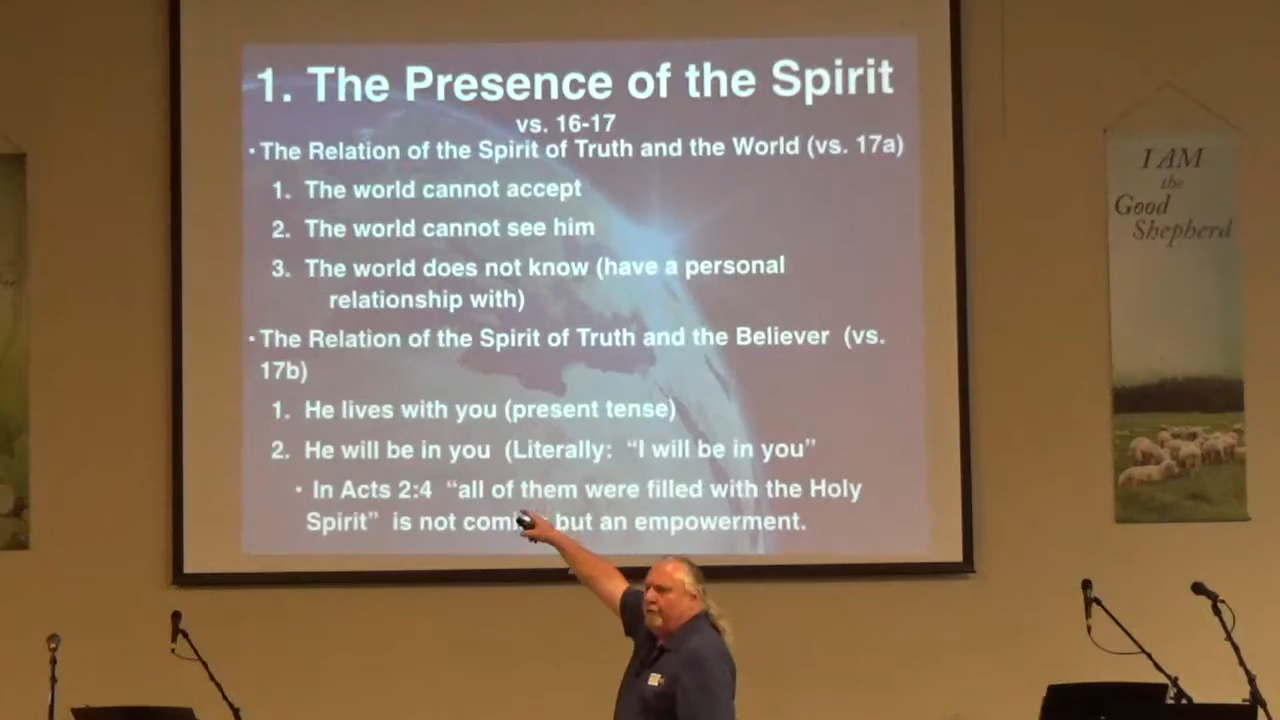 1. The Presence of the Spirit
vs. 16-17
· The Relation of the Spirit of Truth and the World (vs. 17a)
1. The world cannot accept
2. The world cannot see him
3. The world does not know (have a personal
relationship with)
· The Relation of the Spirit of Truth and the Believer (vs.
17b)
1. He lives with you (present tense)
2. He will be in you (Literally: “I will be in you”
· In Acts 2:4 “all of them were filled with the Holy
Spirit” is not but an empowerment.
I AM
the
Good
Shepherd